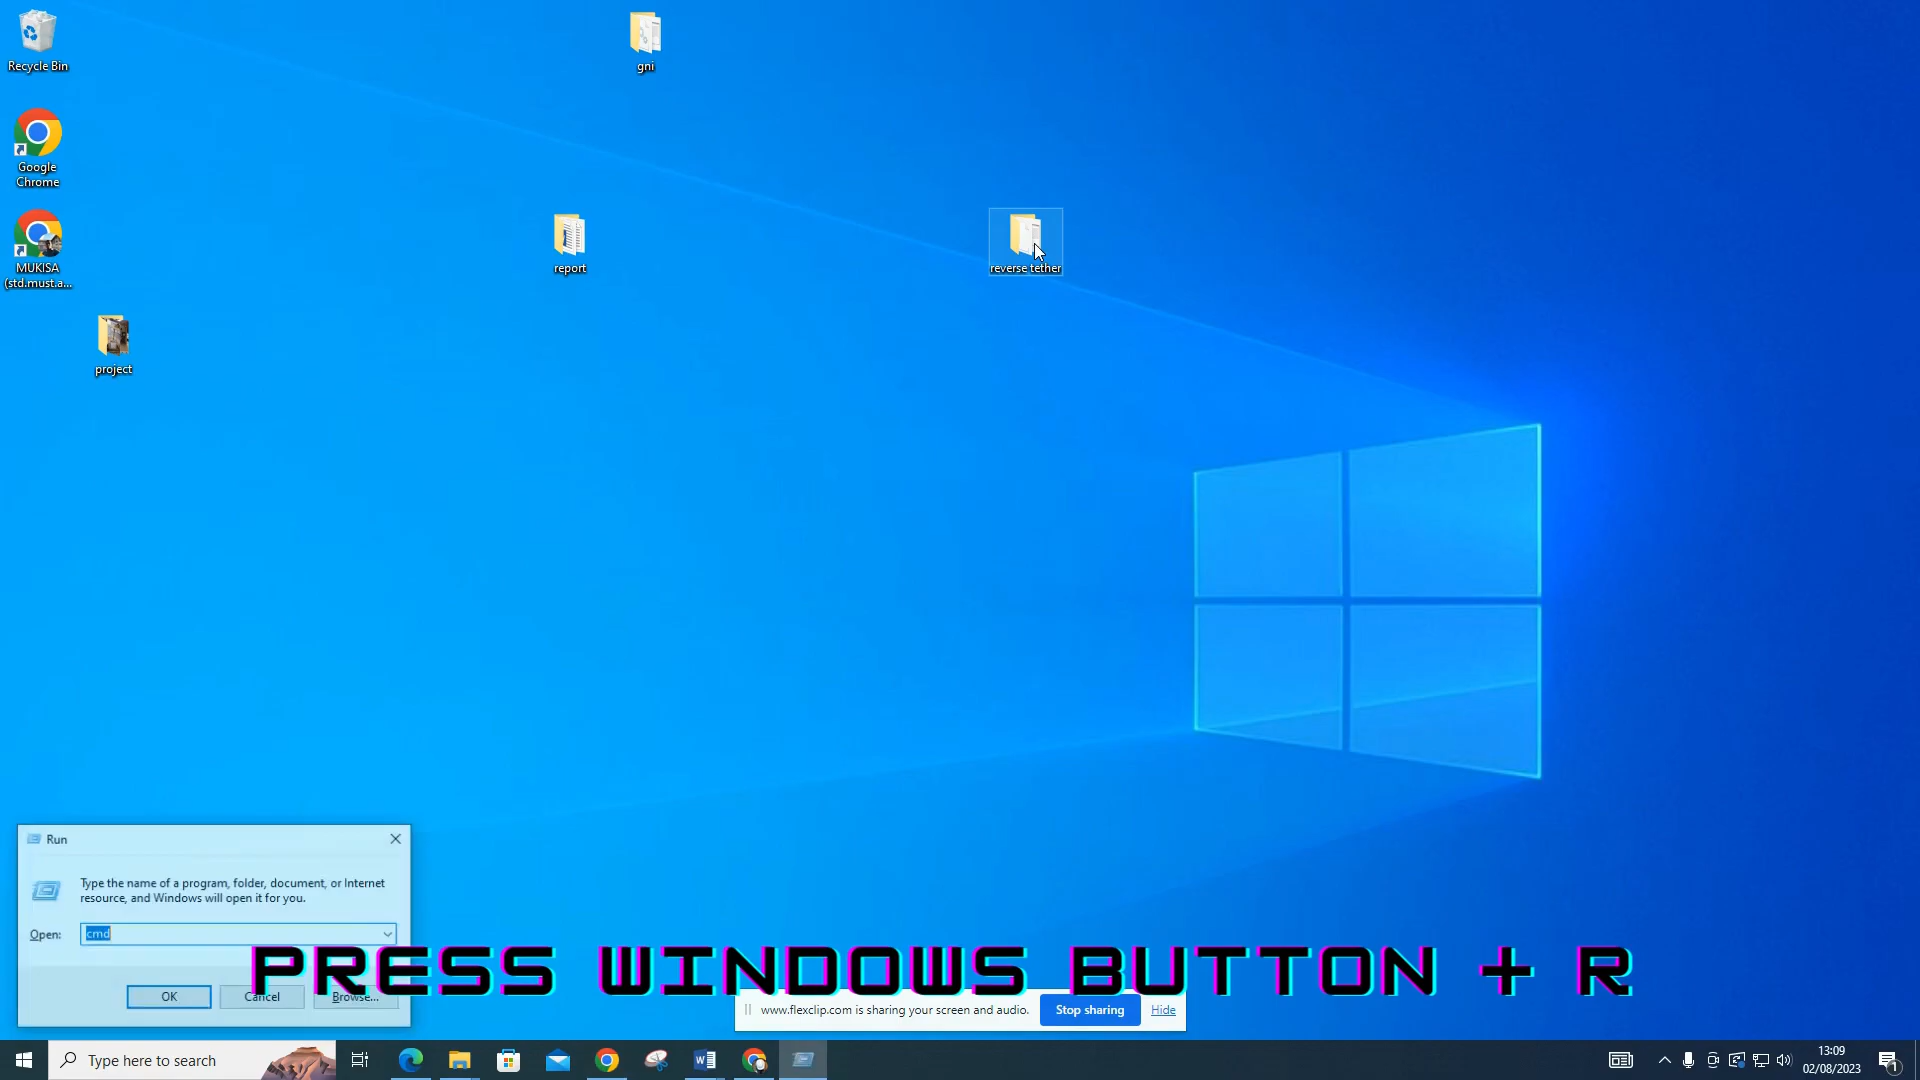 Recycle Bin
gni
Google
Chrome
MUKISA
(std.must.a...
report
reverse tether
project
Run
Type the name of a program, folder, document, or Internet
resource, and Windows will open it for you.
Open:
cmd
OK
Cancel
Browse...
PRESS WINDOWS BUTTON + R
www.flexclip.com is sharing your screen and audio.
Stop sharing
Hide
Type here to search
13:09
02/08/2023
1